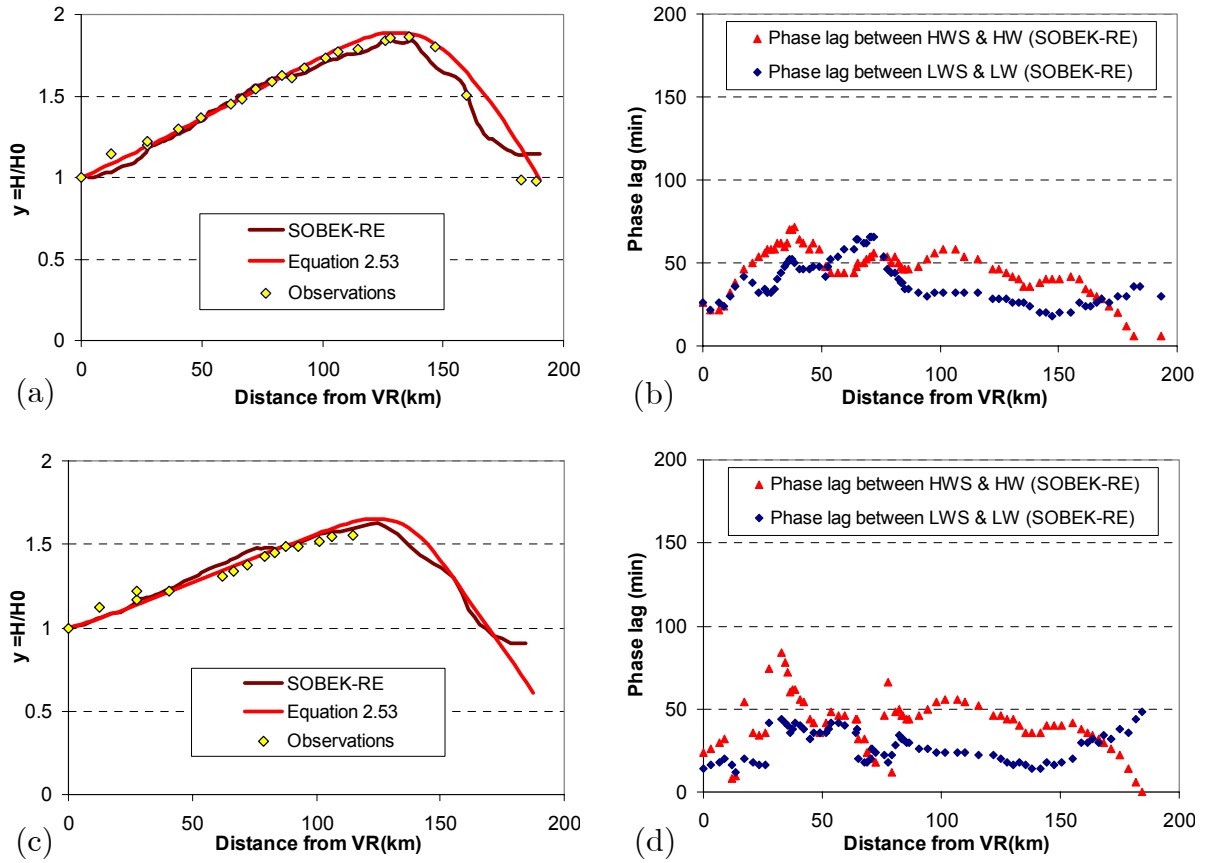 2
1.5
1
0.5
y =H/H0
SOBEK-RE
Equation 2.53
Observations
0
50
100
150
200
Distance from VR(km)
(a)
200
150
100
50
0
Phase lag (min)
Phase lag between HWS & HW (SOBEK-RE)
Phase lag between LWS & LW (SOBEK-RE)
0
50
100
150
200
Distance from VR(km)
(b)
2
1.5
1
0.5
0
y =H/H0
SOBEK-RE
Equation 2.53
Observations
0
50
100
150
200
Distance from VR(km)
(c)
200
150
100
50
0
Phase lag (min)
Phase lag between HWS & HW (SOBEK-RE)
Phase lag between LWS & LW (SOBEK-RE)
0
50
100
150
200
Distance from VR(km)
(d)